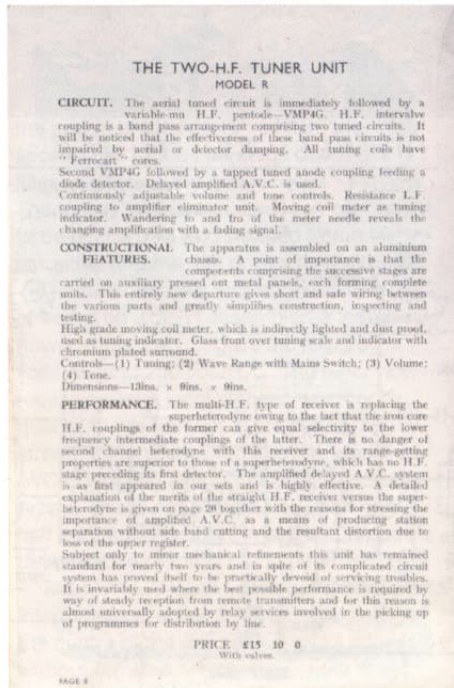 THE TWO-H.F. TUNER UNIT
MODEL R
CIRCUIT. The aerial tuned circuit is immediately followed by a
variable-mu H.F. pentode—VMP4G. H.F. intervalve
coupling is a band pass arrangement comprising two tuned circuits. It
will be noticed that the effectiveness of these band pass circuits is not
impaired by aerial or detector damping. All tuning coils have
" Ferrocart " cores.
Second VMP4G followed by a tapped tuned anode coupling feeding a
diode detector. Delayed amplified A.V.C. is used.
Continuously adjustable volume and tone controls. Resistance L.F.
coupling to amplifier eliminator unit. Moving coil meter as tuning
indicator. Wandering to and fro of the meter needle reveals the
changing amplification with a fading signal.
CONSTRUCTIONAL The apparatus is assembled on an aluminium
FEATURES. chassis. A point of importance is that the
components comprising the successive stages are
carried on auxiliary pressed out metal panels, each forming complete
units. This entirely new departure gives short and safe wiring between
the various parts and greatly simplifies construction, inspecting and
testing.
High grade moving coil meter, which is indirectly lighted and dust proof,
used as tuning indicator. Glass front over tuning scale and indicator with
chromium plated surround.
Controls—(1) Tuning; (2) Wave Range with Mains Switch; (3) Volume;
(4) Tone.
Dimensions—13ins. × 9ins. × 9ins.
PERFORMANCE. The multi-H.F. type of receiver is replacing the
superheterodyne owing to the fact that the iron core
H.F. couplings of the former can give equal selectivity to the lower
frequency intermediate couplings of the latter. There is no danger of
second channel heterodyne with this receiver and its range-getting
properties are superior to those of a superheterodyne, which has no H.F.
stage preceding its first detector. The amplified delayed A.V.C. system
is as first appeared in our sets and is highly effective. A detailed
explanation of the merits of the straight H.F. receiver versus the super-
heterodyne is given on page 26 together with the reasons for stressing the
importance of amplified A.V.C. as a means of producing station
separation without side band cutting and the resultant distortion due to
loss of the upper register.
Subject only to minor mechanical refinements this unit has remained
standard for nearly two years and in spite of its complicated circuit
system has proved itself to be practically devoid of servicing troubles.
It is invariably used where the best possible performance is required by
way of steady reception from remote transmitters and for this reason is
almost universally adopted by relay services involved in the picking up
of programmes for distribution by line.
PRICE £15 10 0
With valves.
PAGE